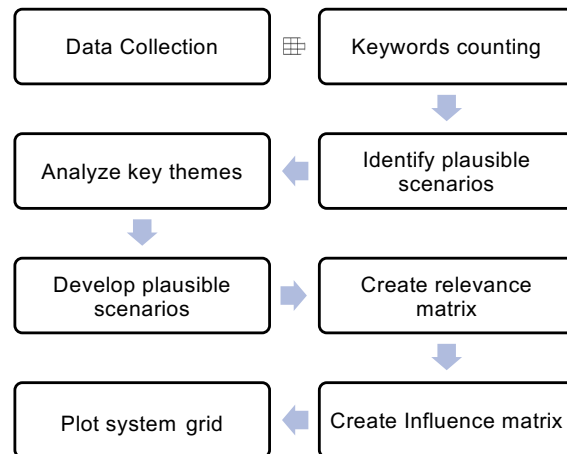 Data Collection
Keywords counting
Identify plausible
scenarios
Analyze key themes
Develop plausible
scenarios
Create relevance
matrix
Create Influence matrix
Plot system grid